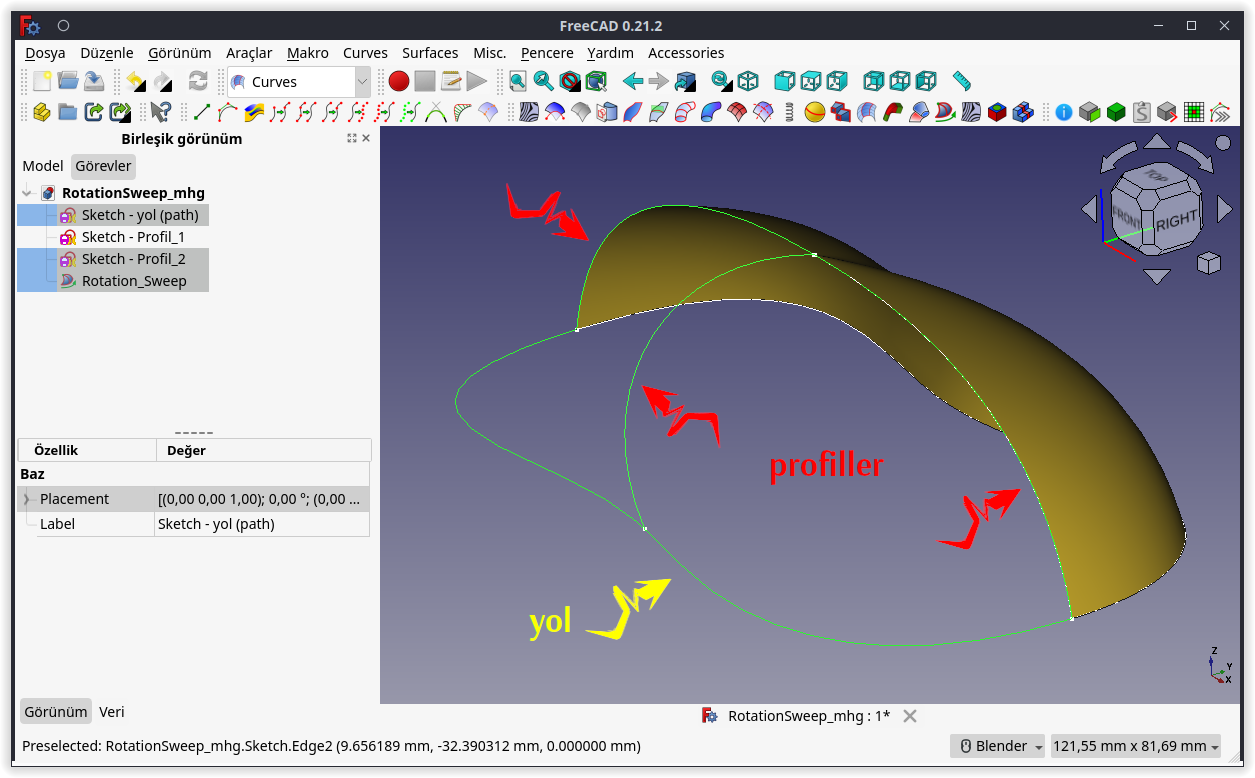 FreeCAD 0.21.2
Dosya Düzenle Görünüm Araçlar Makro Curves Surfaces Misc. Pencere Yardım Accessories
Curves
Birleşik görünüm
Model Görevler
RotationSweep_mhg
Sketch - yol (path)
Sketch - Profil_1
Sketch - Profil_2
Rotation_Sweep
Özellik Değer
Baz
Placement [(0,00 0,00 1,00); 0,00 °; (0,00 ...
Label Sketch - yol (path)
Görünüm Veri
TOP
FRONT
RIGHT
profiller
yol
Z
Y
X
RotationSweep_mhg : 1*
Preselected: RotationSweep_mhg.Sketch.Edge2 (9.656189 mm, -32.390312 mm, 0.000000 mm)
Blender 121,55 mm x 81,69 mm